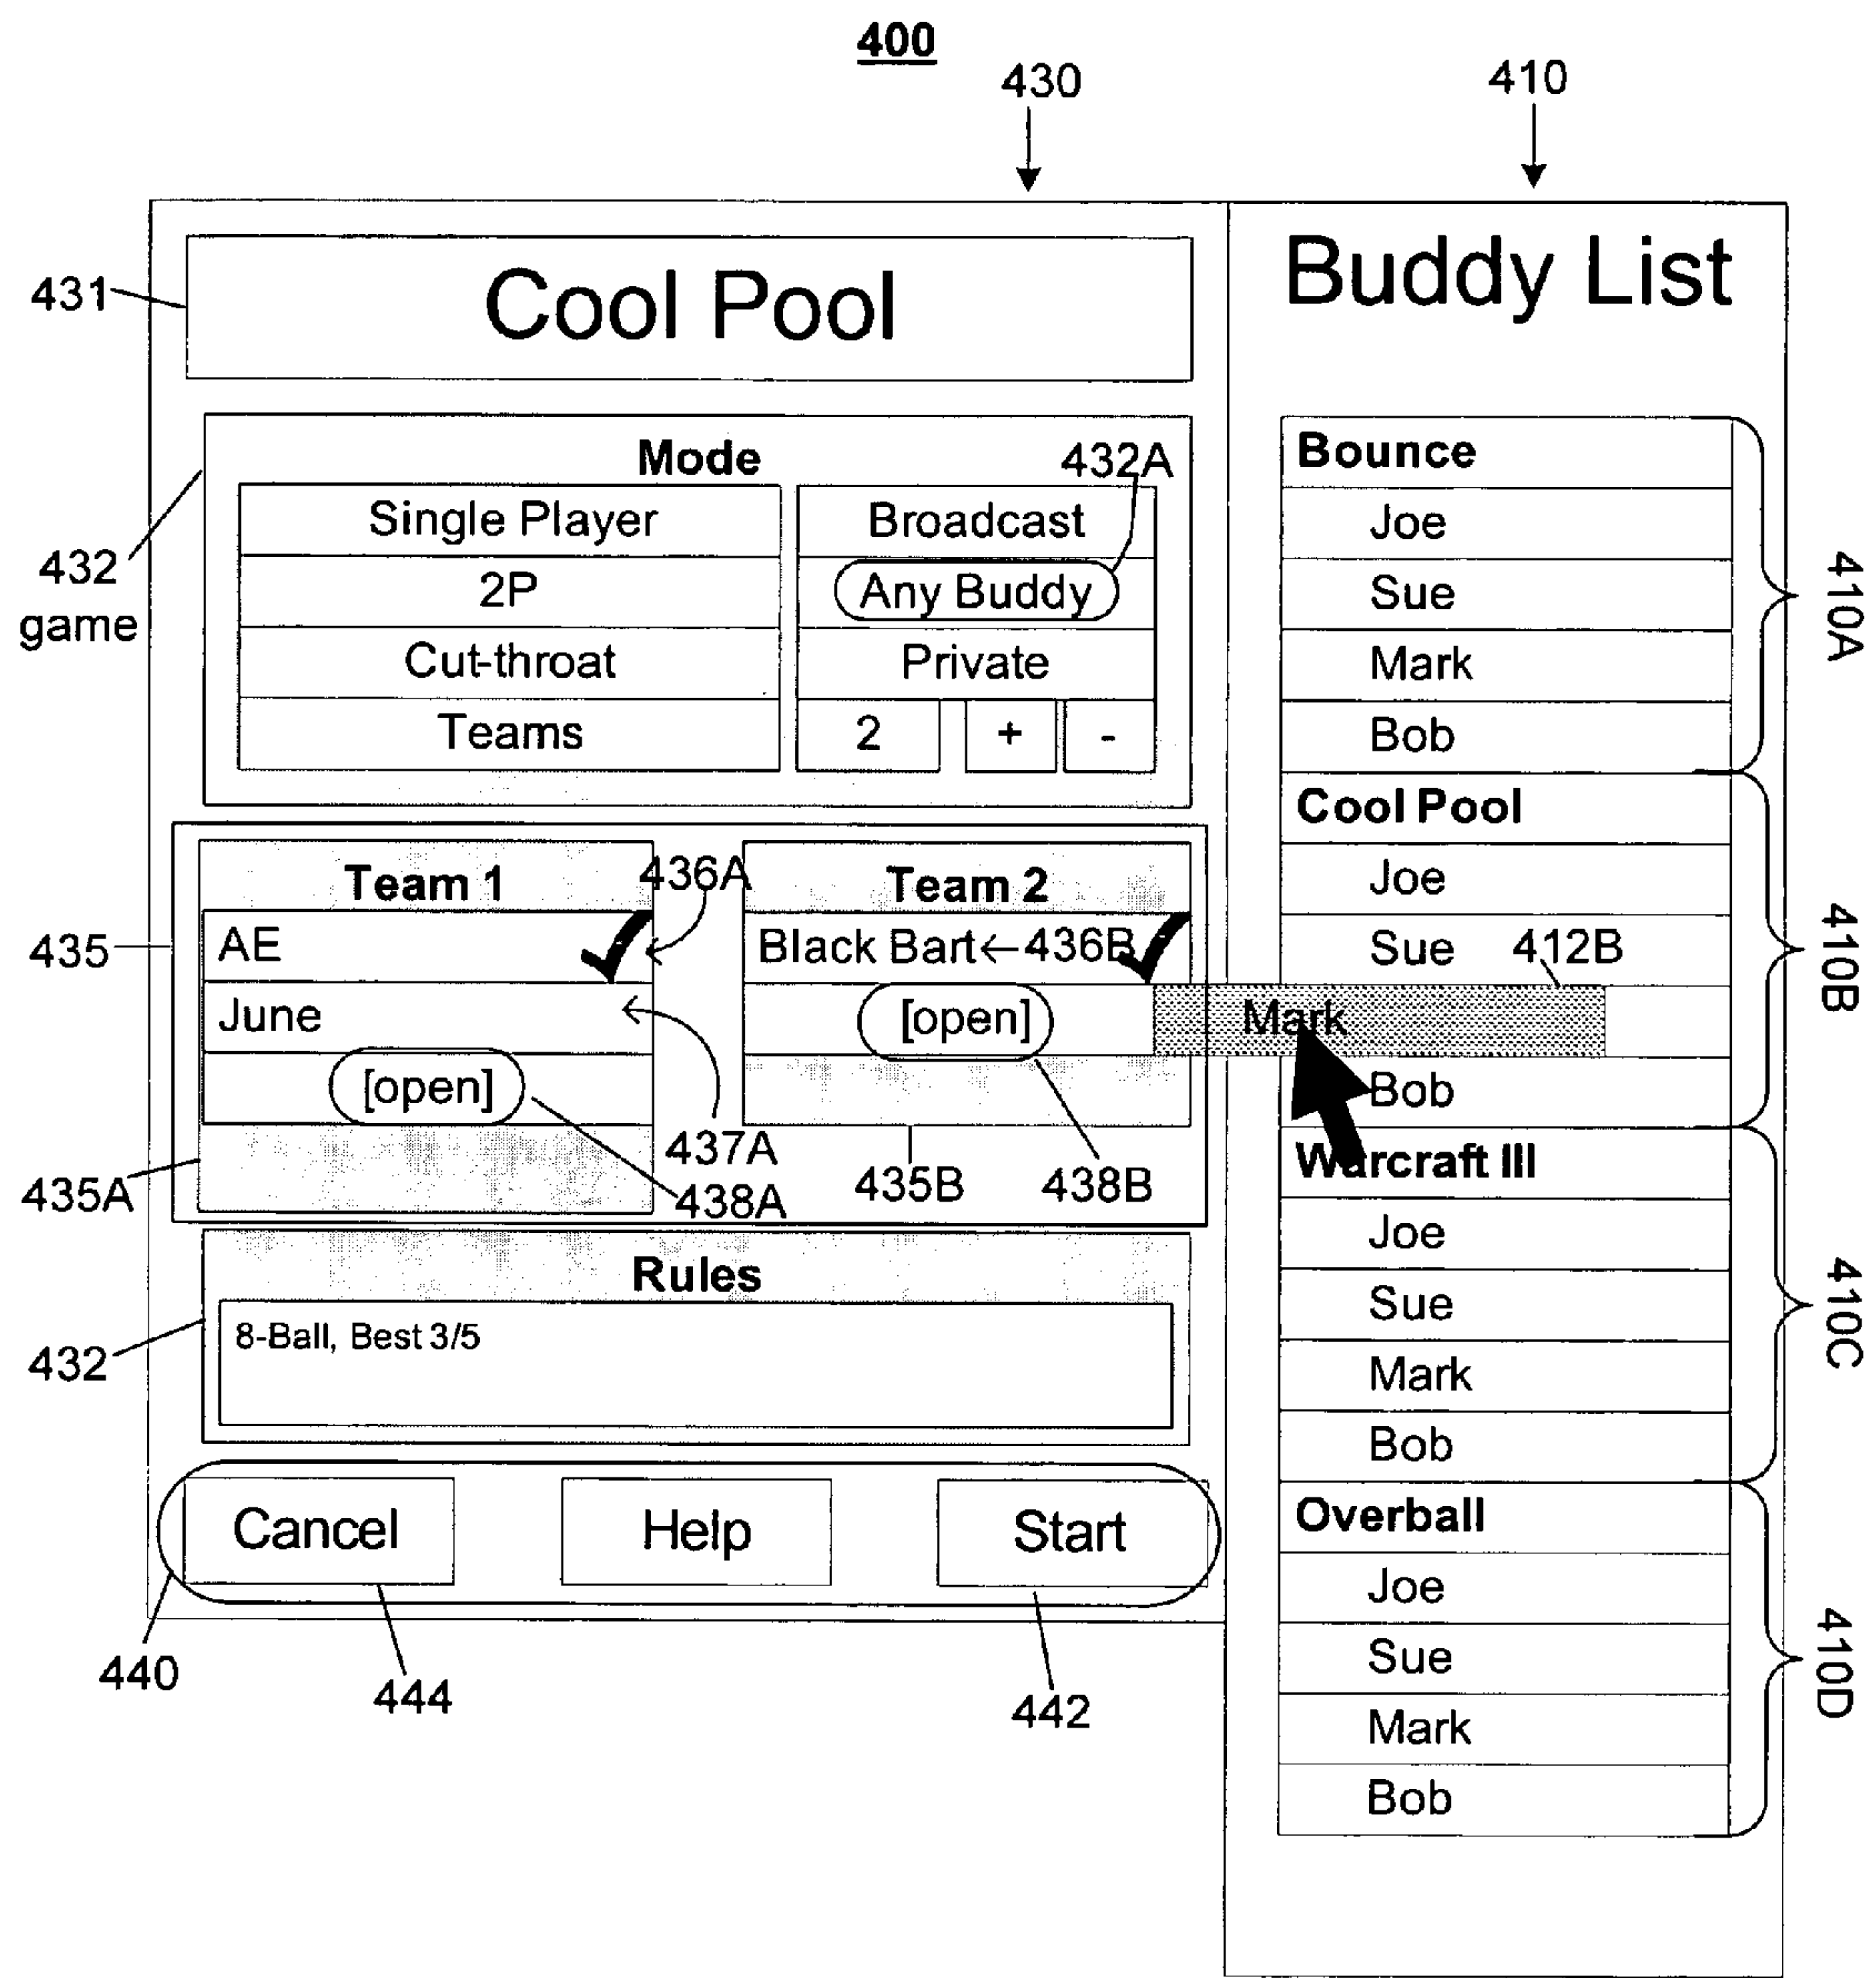 400
430
410
431
Cool Pool
Buddy List
432
game
Mode
432A
Single Player
Broadcast
2P
Any Buddy
Cut-throat
Private
Teams
2
+
-
435
Team 1
436A
Team 2
AE
Black Bart
436B
June
[open]
[open]
437A
438A
435A
435B
438B
432
Rules
8-Ball, Best 3/5
Cancel
Help
Start
440
444
442
Bounce
Joe
Sue
Mark
Bob
410A
Cool Pool
Joe
Sue
412B
Mark
Bob
410B
Warcraft III
Joe
Sue
Mark
Bob
410C
Overball
Joe
Sue
Mark
Bob
410D